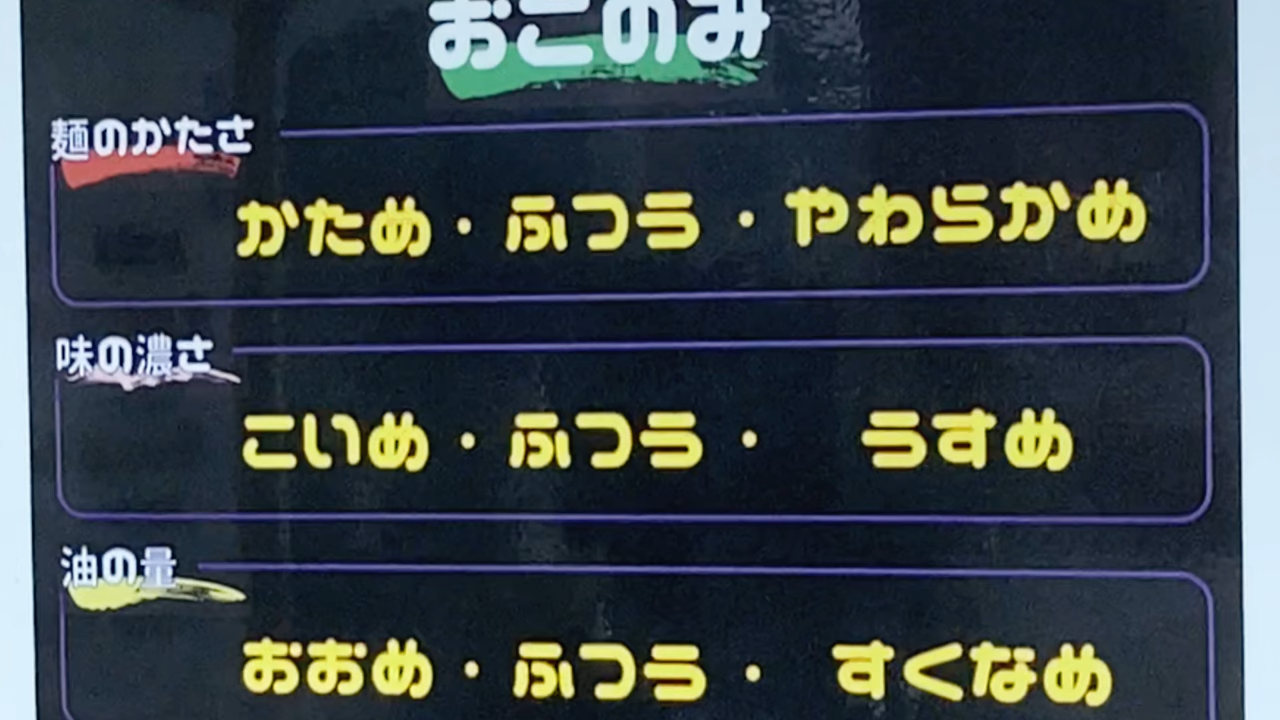 おこのみ
麺のかたさ
かため・ふつう・やわらかめ
味の濃さ
こいめ・ふつう・ うすめ
油の量
おおめ・ふつう・ すくなめ